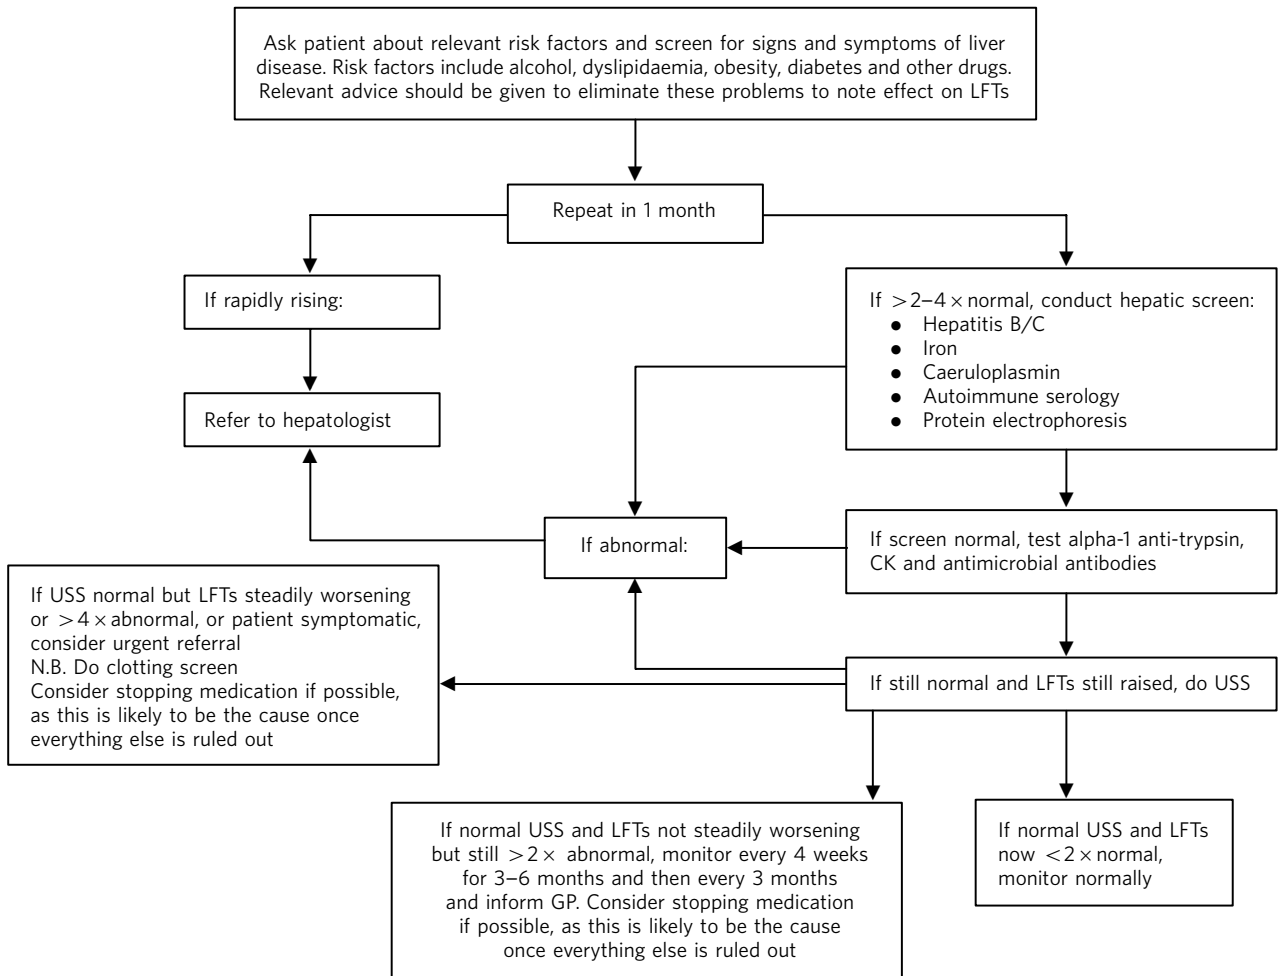 Ask patient about relevant risk factors and screen for signs and symptoms of liver
disease. Risk factors include alcohol, dyslipidaemia, obesity, diabetes and other drugs.
Relevant advice should be given to eliminate these problems to note effect on LFTs
Repeat in 1 month
If rapidly rising:
If >2–4 × normal, conduct hepatic screen:
● Hepatitis B/C
● Iron
● Caeruloplasmin
● Autoimmune serology
● Protein electrophoresis
Refer to hepatologist
If abnormal:
If screen normal, test alpha-1 anti-trypsin,
CK and antimicrobial antibodies
If USS normal but LFTs steadily worsening
or >4 × abnormal, or patient symptomatic,
consider urgent referral
N.B. Do clotting screen
Consider stopping medication if possible,
as this is likely to be the cause once
everything else is ruled out
If still normal and LFTs still raised, do USS
If normal USS and LFTs not steadily worsening
but still >2 × abnormal, monitor every 4 weeks
for 3–6 months and then every 3 months
and inform GP. Consider stopping medication
if possible, as this is likely to be the cause
once everything else is ruled out
If normal USS and LFTs
now <2 × normal,
monitor normally